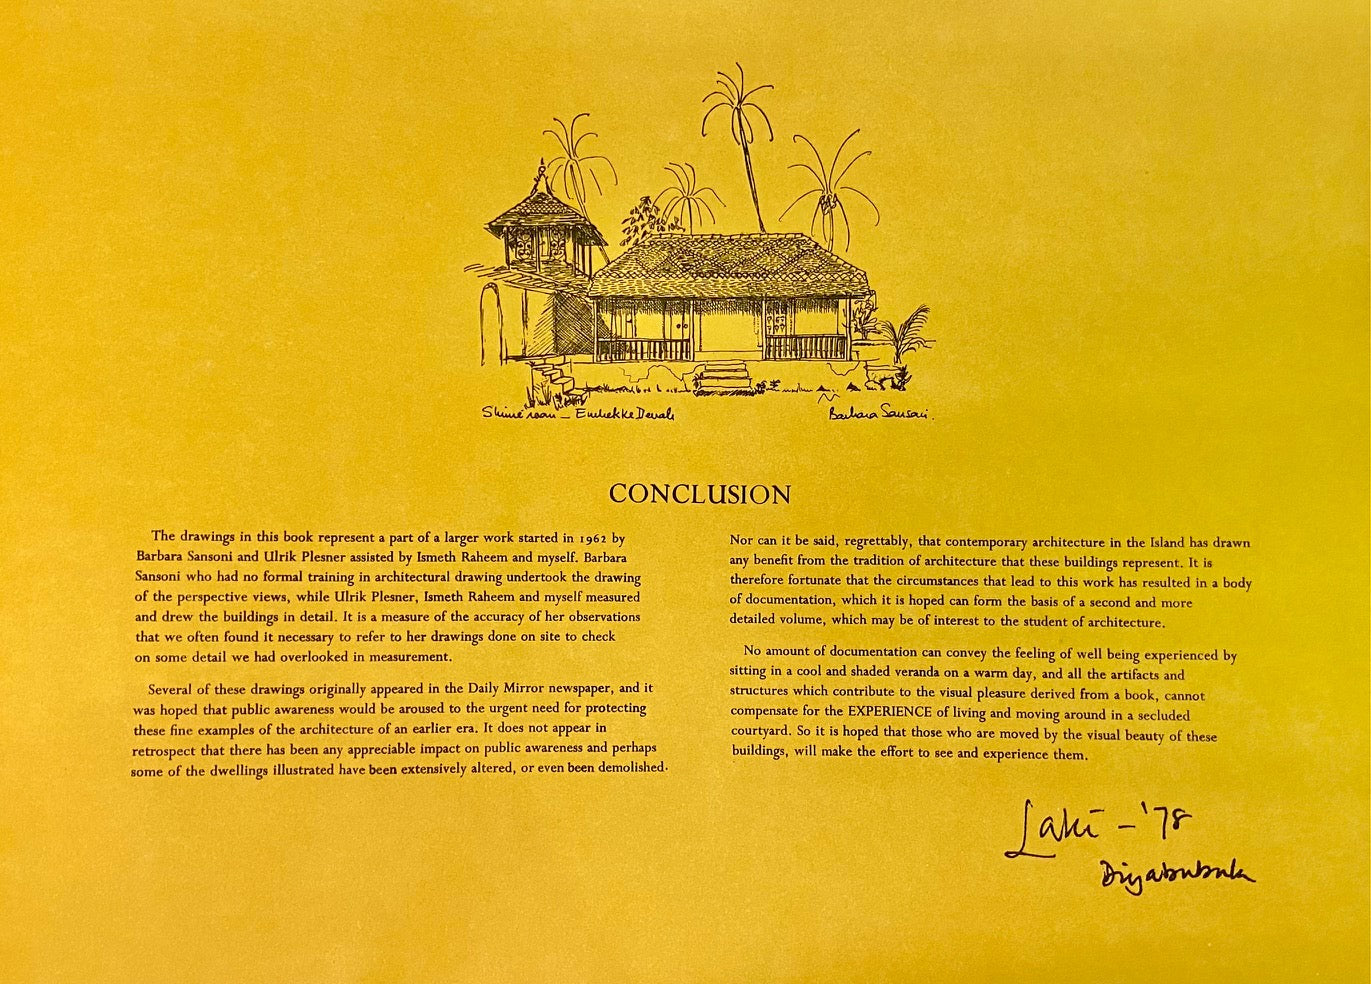 Shrine room – Embekke Devale
Barbara Sansoni.
CONCLUSION
The drawings in this book represent a part of a larger work started in 1962 by
Barbara Sansoni and Ulrik Plesner assisted by Ismeth Raheem and myself. Barbara
Sansoni who had no formal training in architectural drawing undertook the drawing
of the perspective views, while Ulrik Plesner, Ismeth Raheem and myself measured
and drew the buildings in detail. It is a measure of the accuracy of her observations
that we often found it necessary to refer to her drawings done on site to check
on some detail we had overlooked in measurement.
Several of these drawings originally appeared in the Daily Mirror newspaper, and it
was hoped that public awareness would be aroused to the urgent need for protecting
these fine examples of the architecture of an earlier era. It does not appear in
retrospect that there has been any appreciable impact on public awareness and perhaps
some of the dwellings illustrated have been extensively altered, or even been demolished.
Nor can it be said, regrettably, that contemporary architecture in the Island has drawn
any benefit from the tradition of architecture that these buildings represent. It is
therefore fortunate that the circumstances that lead to this work has resulted in a body
of documentation, which it is hoped can form the basis of a second and more
detailed volume, which may be of interest to the student of architecture.
No amount of documentation can convey the feeling of well being experienced by
sitting in a cool and shaded veranda on a warm day, and all the artifacts and
structures which contribute to the visual pleasure derived from a book, cannot
compensate for the EXPERIENCE of living and moving around in a secluded
courtyard. So it is hoped that those who are moved by the visual beauty of these
buildings, will make the effort to see and experience them.
Laki – '78
Diyabubula